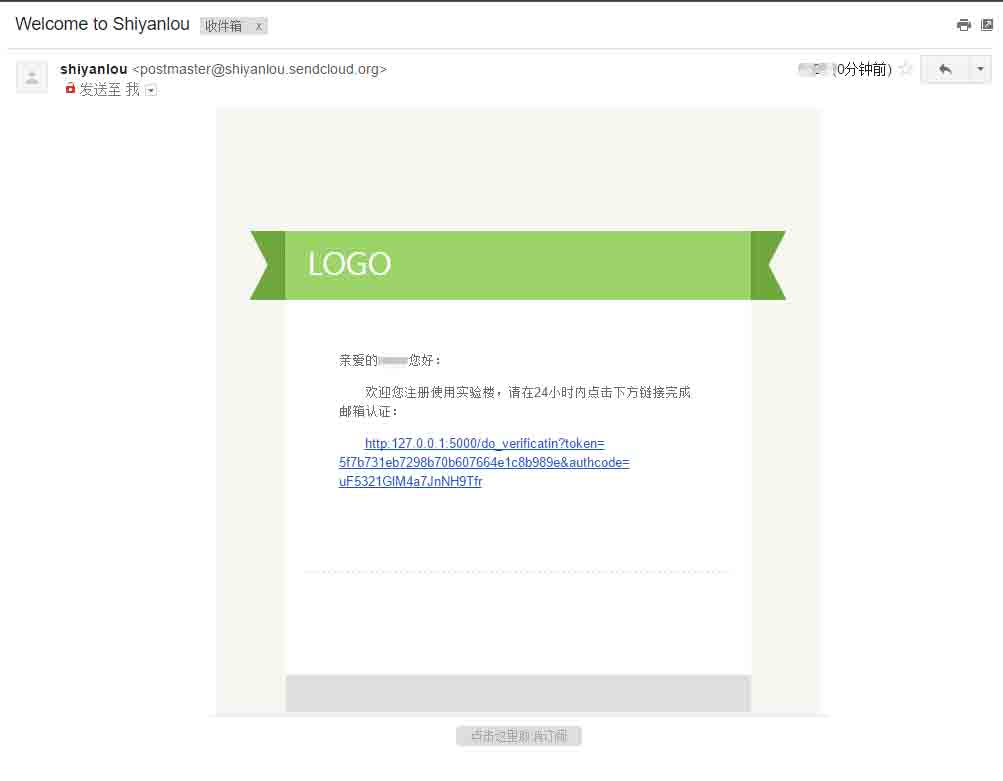 Welcome to Shiyanlou 收件箱 x
shiyanlou <postmaster@shiyanlou.sendcloud.org>
(0分钟前)
发送至 我
LOGO
亲爱的 您好：
欢迎您注册使用实验楼，请在24小时内点击下方链接完成
邮箱认证：
http:127.0.0.1:5000/do_verificatin?token=
5f7b731eb7298b70b607664e1c8b989e&authcode=
uF5321GlM4a7JnNH9Tfr
点击这里取消订阅